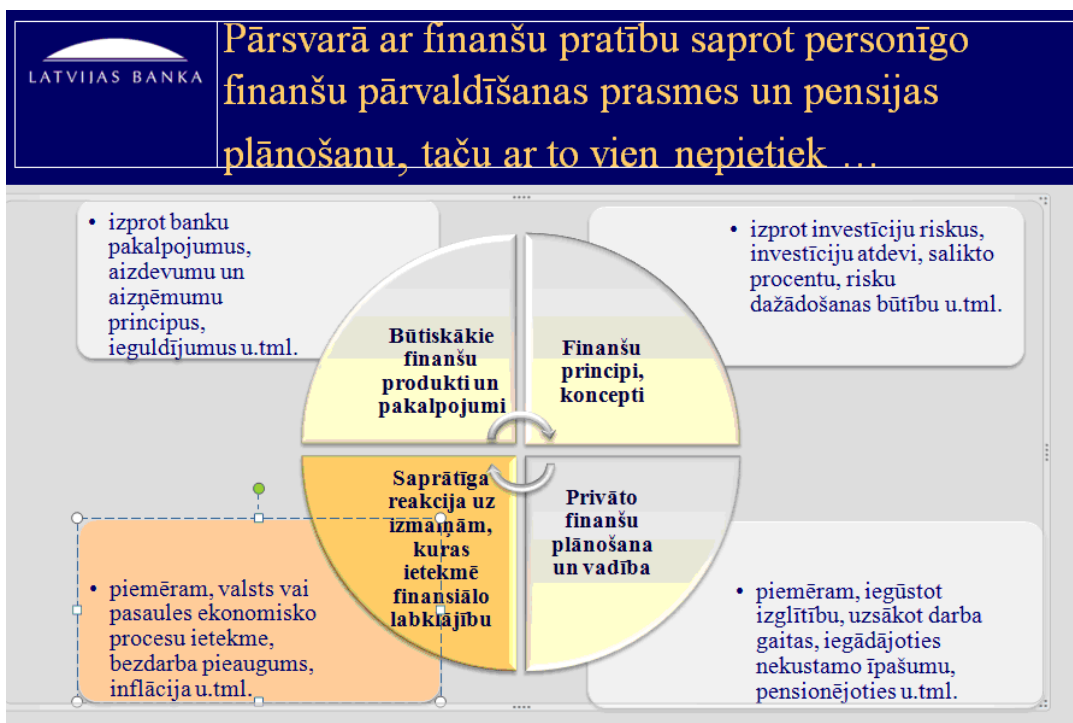 LATVIJAS BANKA
Pārsvarā ar finanšu pratību saprot personīgo
finanšu pārvaldīšanas prasmes un pensijas
plānošanu, taču ar to vien nepietiek …
• izprot banku
pakalpojumus,
aizdevumu un
aizņēmumu
principus,
ieguldījumus u.tml.
• izprot investīciju riskus,
investīciju atdevi, salikto
procentu, risku
dažādošanas būtību u.tml.
Būtiskākie
finanšu
produkti un
pakalpojumi
Finanšu
principi,
koncepti
Saprātīga
reakcija uz
izmaiņām,
kuras
ietekmē
finansiālo
labklājību
Privāto
finanšu
plānošana
un vadība
• piemēram, valsts vai
pasaules ekonomisko
procesu ietekme,
bezdarba pieaugums,
inflācija u.tml.
• piemēram, iegūstot
izglītību, uzsākot darba
gaitas, iegādājoties
nekustamo īpašumu,
pensionējoties u.tml.